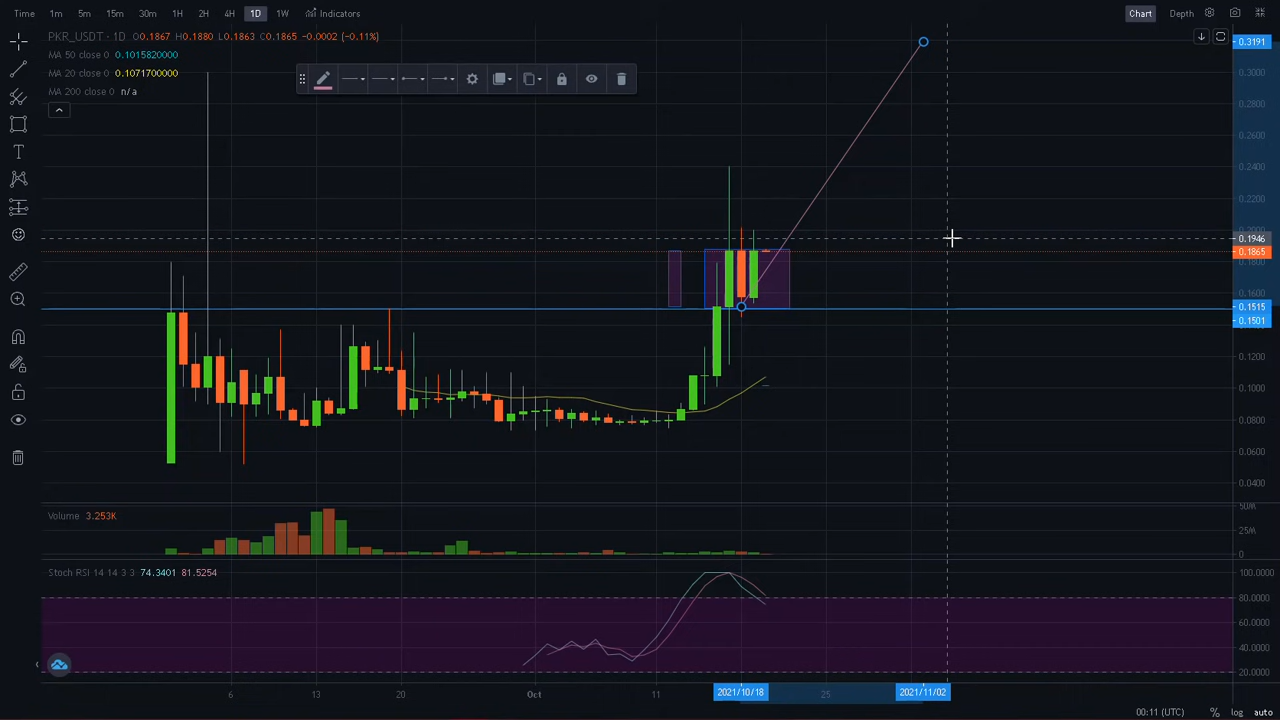 Time 1m 5m 15m 30m 1H 2H 4H 1D 1W Indicators Chart Depth
PKR_USDT · 1D O0.1867 H0.1880 L0.1863 C0.1865 -0.0002 (-0.11%)
MA 50 close 0 0.1015820000
MA 20 close 0 0.1071700000
MA 200 close 0 n/a
0.3191
0.3000
0.2800
0.2600
0.2400
0.2200
0.2000
0.1946
0.1865
0.1800
0.1600
0.1515
0.1501
0.1200
0.1000
0.0800
0.0600
0.0400
Volume 3.253K
50K
25K
0
Stoch RSI 14 14 3 3 74.3401 81.5254
100.0000
80.0000
60.0000
40.0000
20.0000
6 13 20 Oct 11 2021/10/18 25 2021/11/02
00:11 (UTC) % log auto